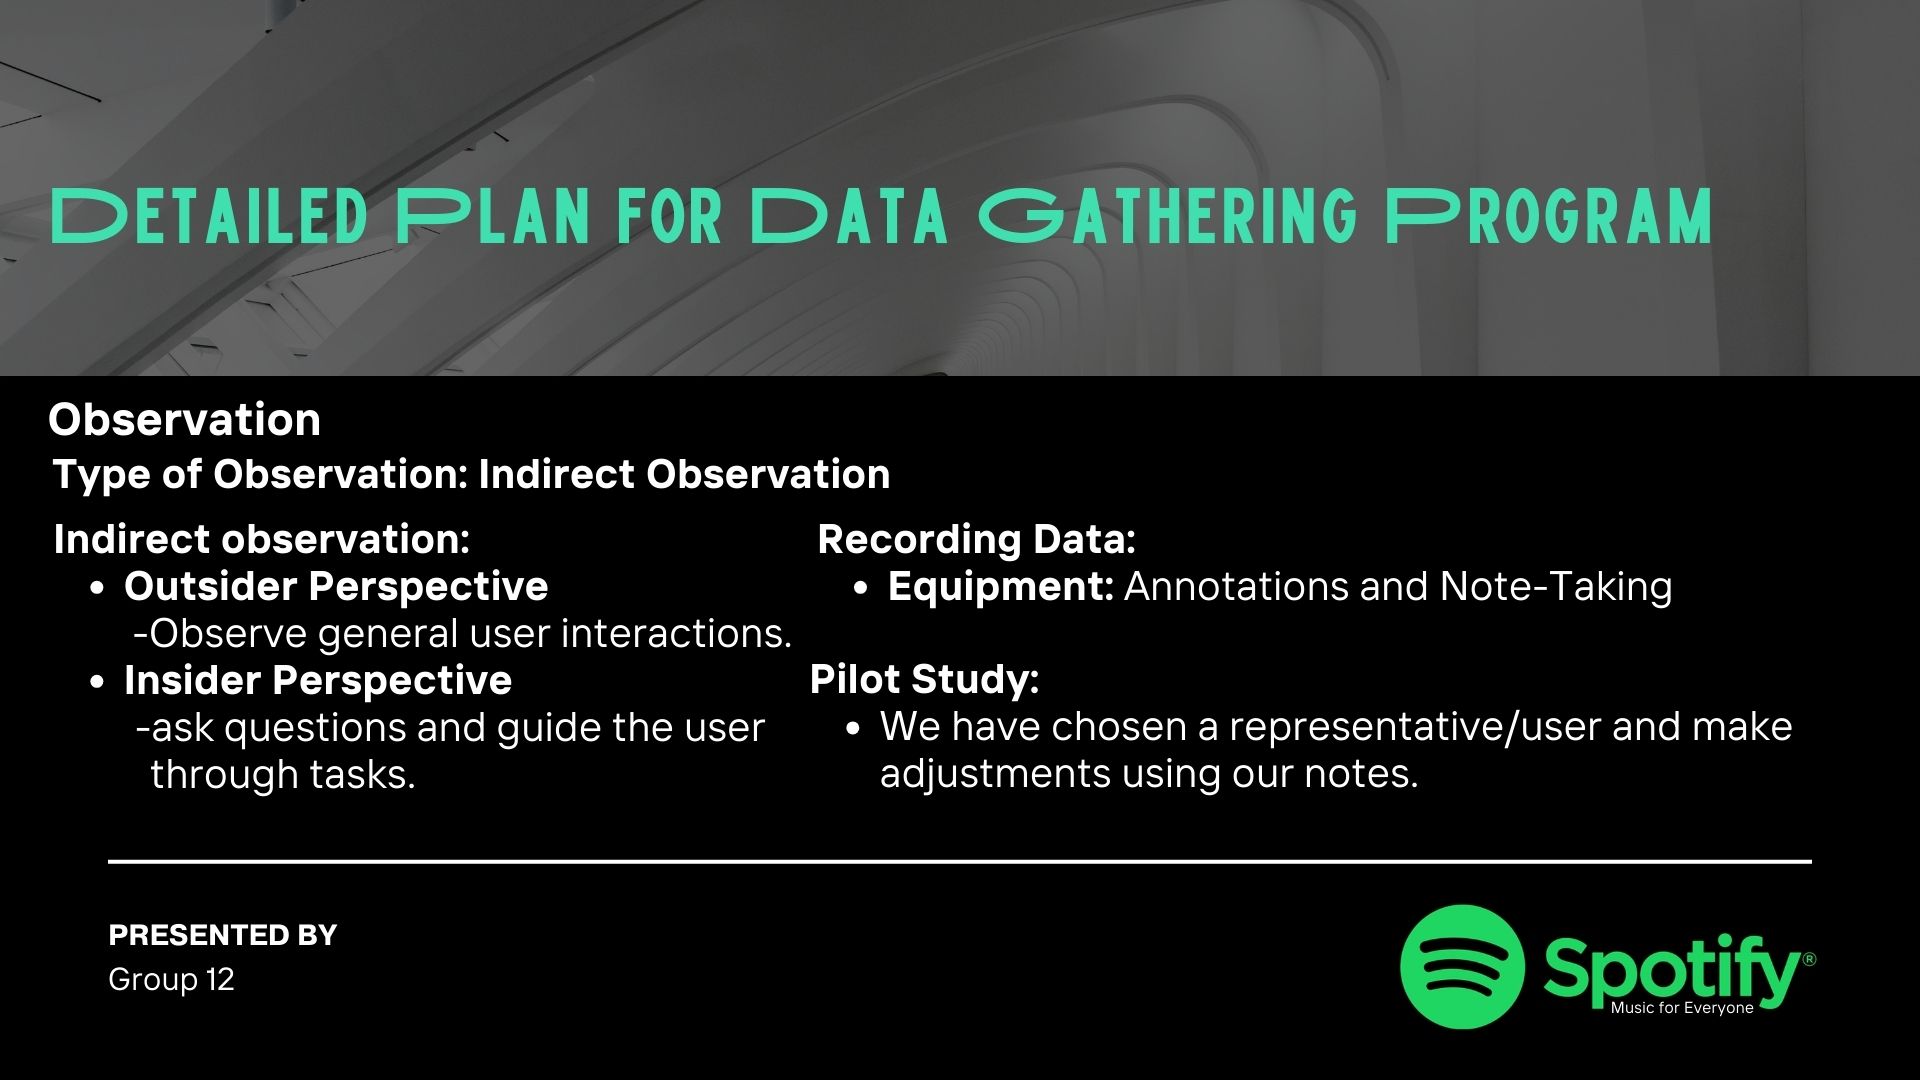 Detailed Plan for Data Gathering Program
Observation
Type of Observation: Indirect Observation
Indirect observation:
• Outsider Perspective
-Observe general user interactions.
• Insider Perspective
-ask questions and guide the user
through tasks.
Recording Data:
• Equipment: Annotations and Note-Taking
Pilot Study:
• We have chosen a representative/user and make
adjustments using our notes.
PRESENTED BY
Group 12
Spotify®
Music for Everyone